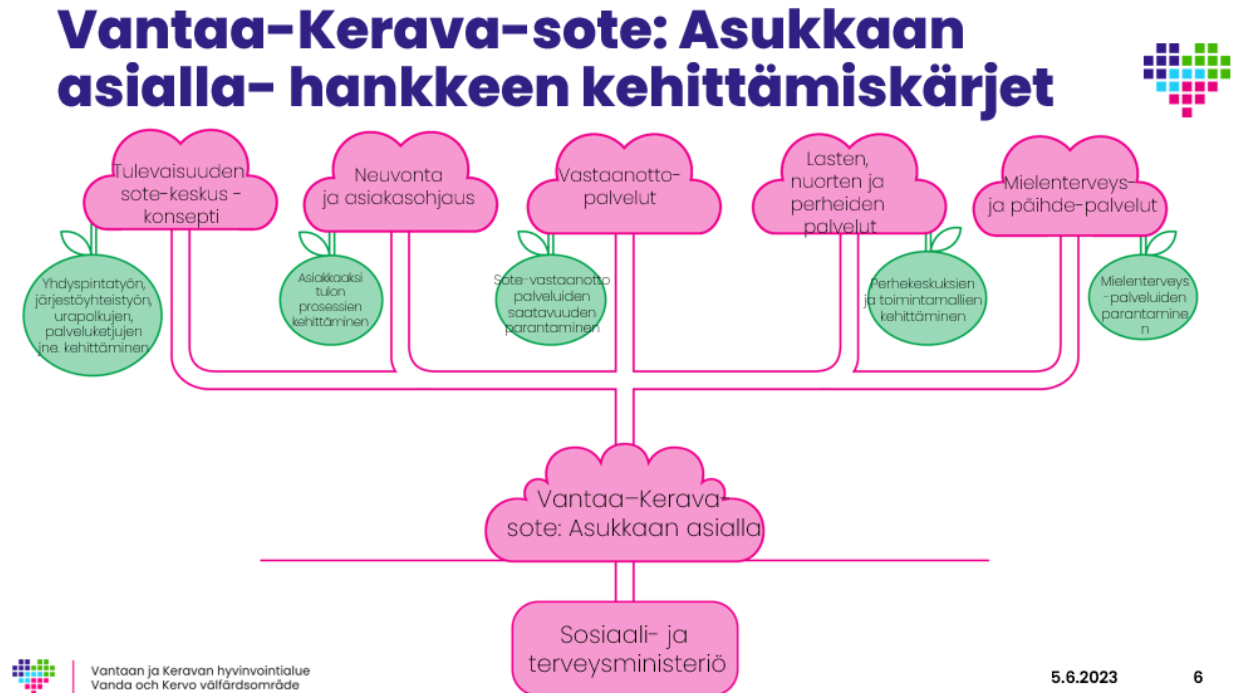 Vantaa-Kerava-sote: Asukkaan
asialla- hankkeen kehittämiskärjet
Tulevaisuuden
sote-keskus -
konsepti
Neuvonta
ja asiakasohjaus
Vastaanotto-
palvelut
Lasten,
nuorten ja
perheiden
palvelut
Mielenterveys-
ja päihde-palvelut
Yhdyspintatyön,
järjestöyhteistyön,
urapolkujen,
palveluketjujen
jne. kehittäminen
Asiakkaaksi
tulon
prosessien
kehittäminen
Sote-vastaanotto
palveluiden
saatavuuden
parantaminen
Perhekeskuksien
ja toimintamallien
kehittäminen
Mielenterveys
-palveluiden
parantamine
n
Vantaa–Kerava-
sote: Asukkaan asialla
Sosiaali- ja
terveysministeriö
Vantaan ja Keravan hyvinvointialue
Vanda och Kervo välfärdsområde
5.6.2023
6